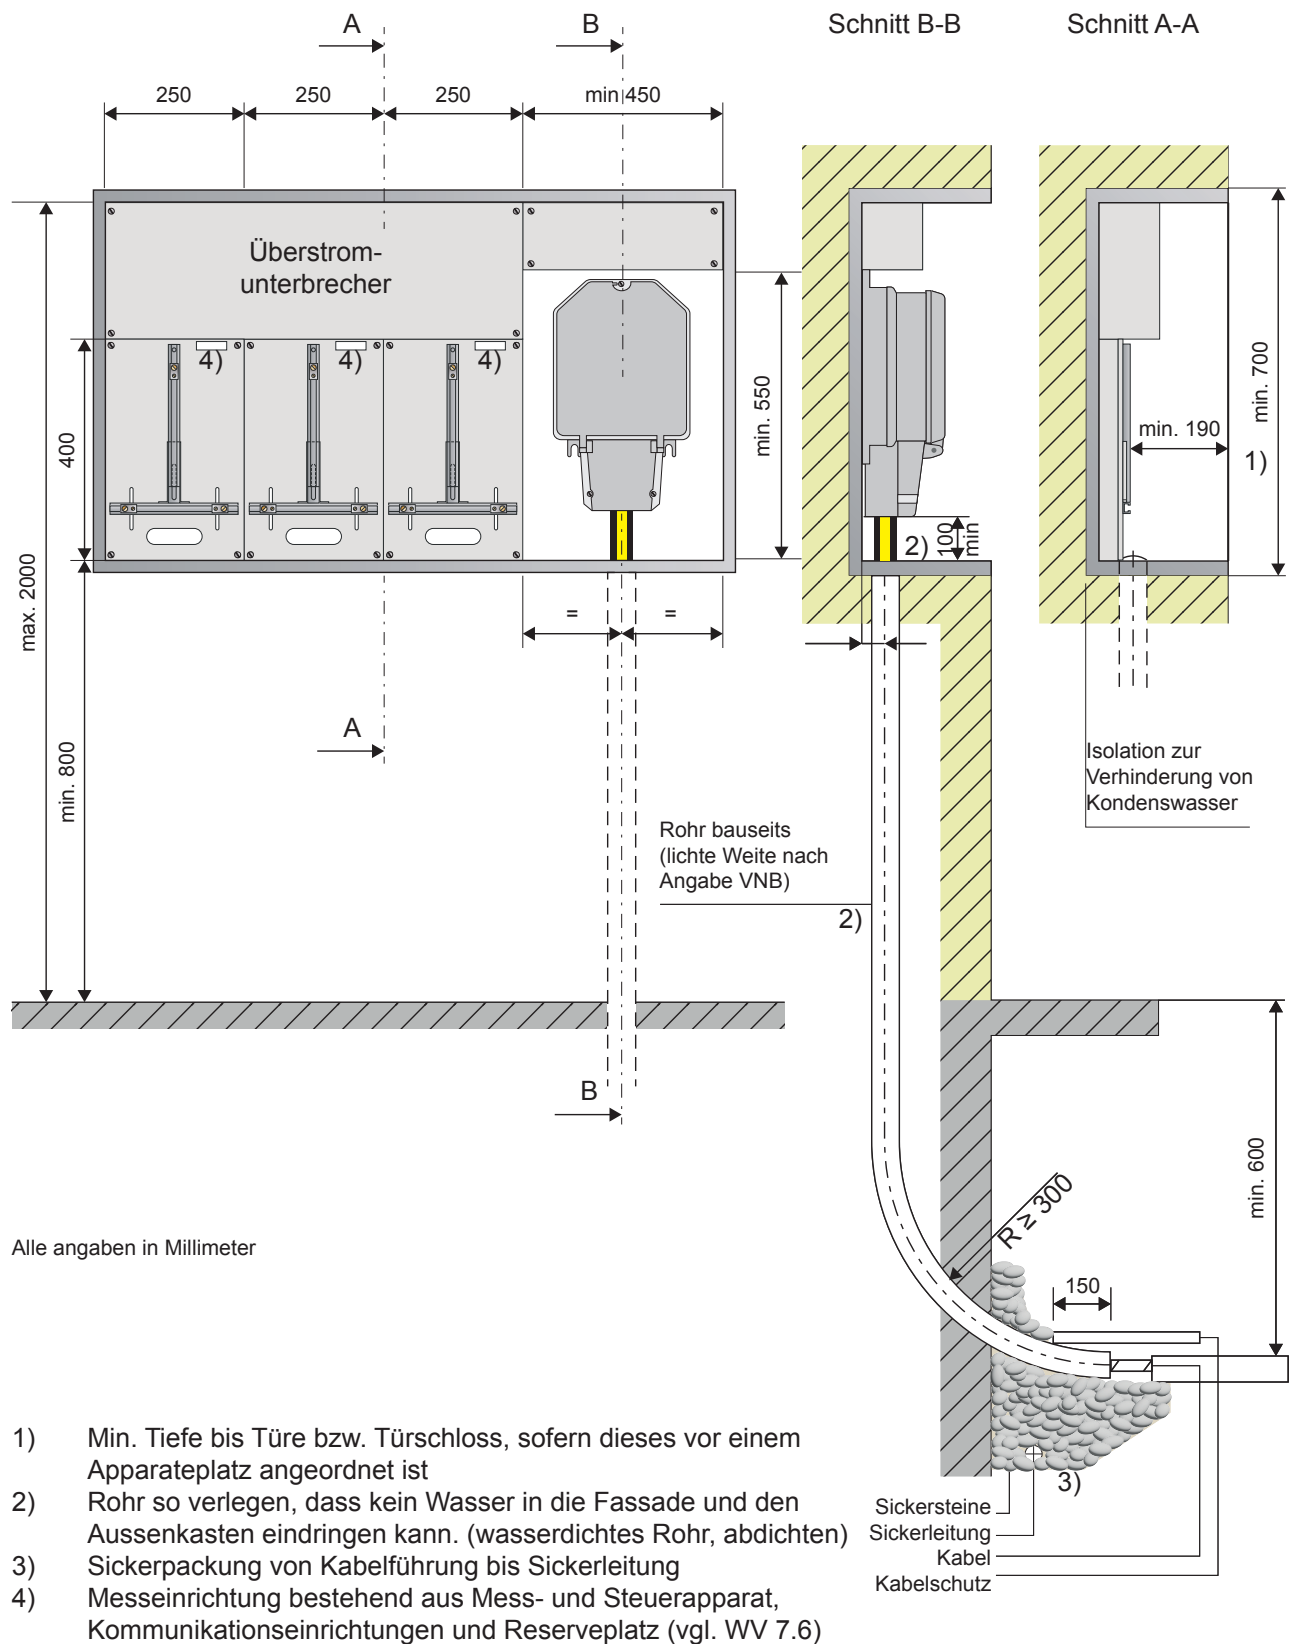 A
B
Schnitt B-B
Schnitt A-A
250
250
250
min 450
Überstrom-
unterbrecher
4)
4)
4)
400
max. 2000
min. 800
min. 550
2)
100
min
min. 190
min. 700
1)
=
=
A
Isolation zur
Verhinderung von
Kondenswasser
Rohr bauseits
(lichte Weite nach
Angabe VNB)
2)
B
R ≥ 300
min. 600
150
Alle angaben in Millimeter
3)
Sickersteine
Sickerleitung
Kabel
Kabelschutz
1) Min. Tiefe bis Türe bzw. Türschloss, sofern dieses vor einem
Apparateplatz angeordnet ist
2) Rohr so verlegen, dass kein Wasser in die Fassade und den
Aussenkasten eindringen kann. (wasserdichtes Rohr, abdichten)
3) Sickerpackung von Kabelführung bis Sickerleitung
4) Messeinrichtung bestehend aus Mess- und Steuerapparat,
Kommunikationseinrichtungen und Reserveplatz (vgl. WV 7.6)